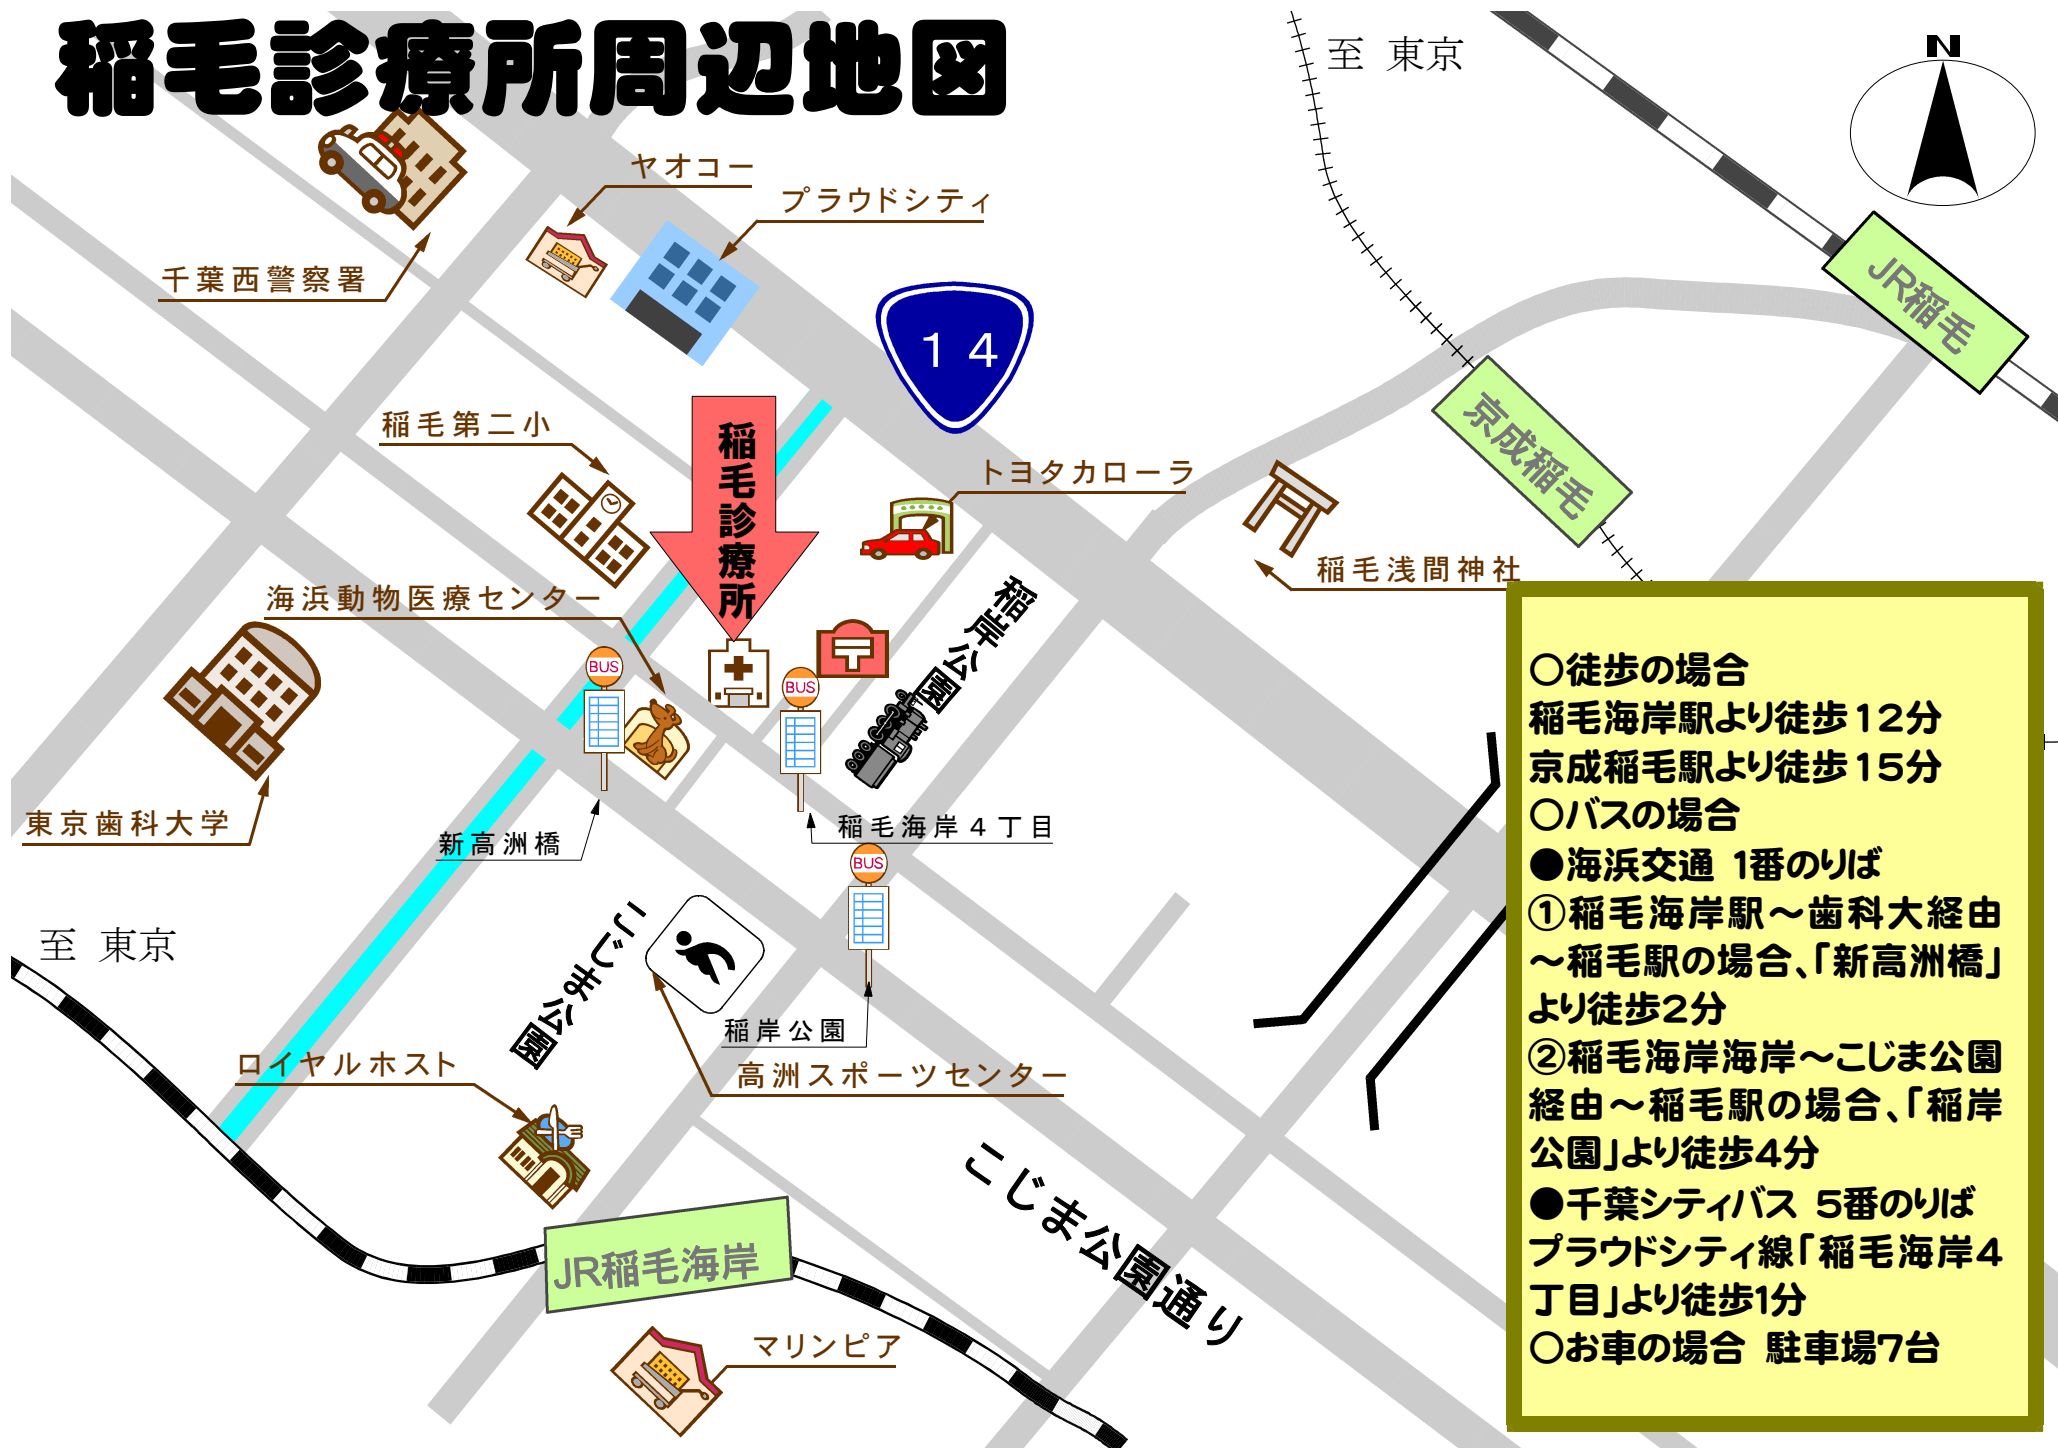 稲毛診療所周辺地図
至 東京
N
ヤオコー
プラウドシティ
千葉西警察署
JR稲毛
14
京成稲毛
稲毛第二小
稲毛診療所
トヨタカローラ
稲毛浅間神社
海浜動物医療センター
稲岸公園
BUS
BUS
東京歯科大学
新高洲橋
稲毛海岸4丁目
BUS
こじま公園
至 東京
稲岸公園
ロイヤルホスト
高洲スポーツセンター
こじま公園通り
JR稲毛海岸
マリンピア
○徒歩の場合
稲毛海岸駅より徒歩12分
京成稲毛駅より徒歩15分
○バスの場合
●海浜交通 1番のりば
①稲毛海岸駅～歯科大経由
～稲毛駅の場合、「新高洲橋」
より徒歩2分
②稲毛海岸海岸～こじま公園
経由～稲毛駅の場合、「稲岸
公園」より徒歩4分
●千葉シティバス 5番のりば
プラウドシティ線「稲毛海岸4
丁目」より徒歩1分
○お車の場合 駐車場7台